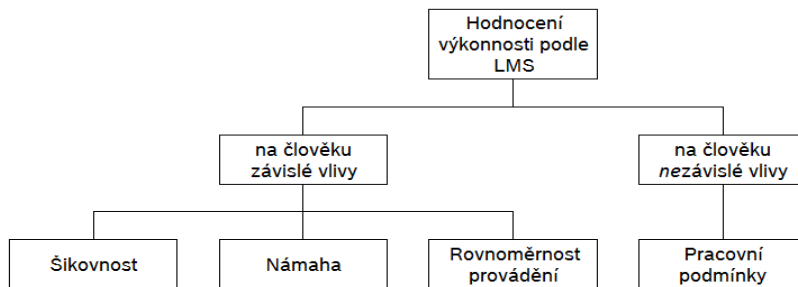 Hodnocení
výkonnosti podle
LMS
na člověku
závislé vlivy
na člověku
nezávislé vlivy
Šikovnost
Námaha
Rovnoměrnost
provádění
Pracovní
podmínky